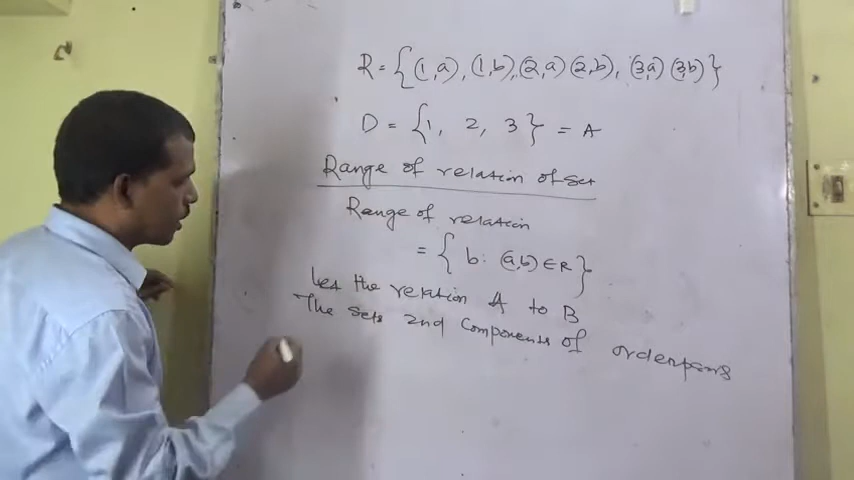 R = {(1,a), (1,b), (2,a) (2,b), (3,a) (3,b)}
D = {1, 2, 3} = A
Range of relation of set
Range of relation
= { b: (a,b) ∈ R }
Let the relation A to B
The sets 2nd Components of orderpairs